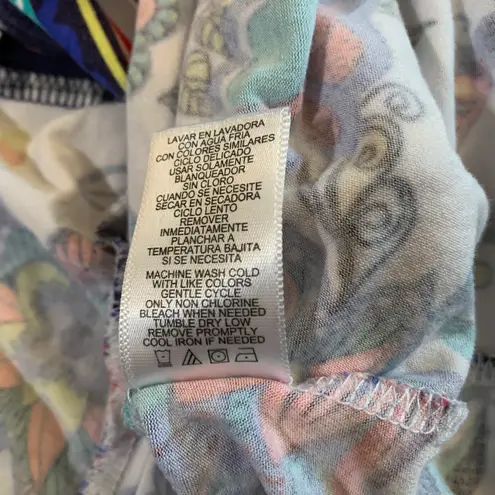 LAVAR EN LAVADORA
CON AGUA FRIA
CON COLORES SIMILARES
CICLO DELICADO
USAR SOLAMENTE
BLANQUEADOR
SIN CLORO
CUANDO SE NECESITE
SECAR EN SECADORA
CICLO LENTO
REMOVER
INMEDIATAMENTE
PLANCHAR A
TEMPERATURA BAJITA
SI SE NECESITA
MACHINE WASH COLD
WITH LIKE COLORS
GENTLE CYCLE
ONLY NON CHLORINE
BLEACH WHEN NEEDED
TUMBLE DRY LOW
REMOVE PROMPTLY
COOL IRON IF NEEDED